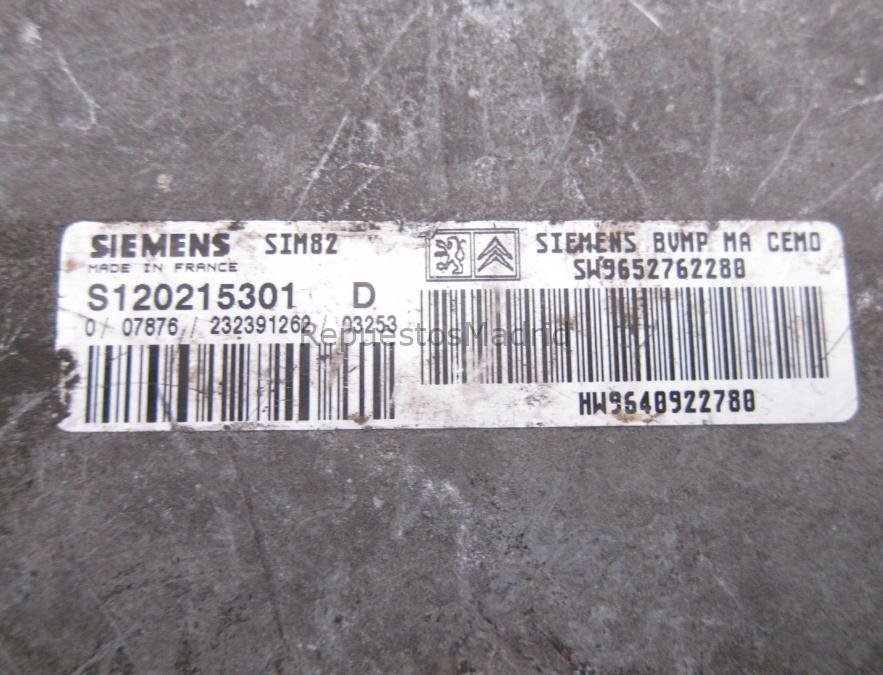 SIEMENS SIM82
MADE IN FRANCE
S120215301 D
0/ 07876 / 232391262 / 03253
SIEMENS BVMP MA CEMO
SW9652762280
HW9640922780
RepuestosMadrid